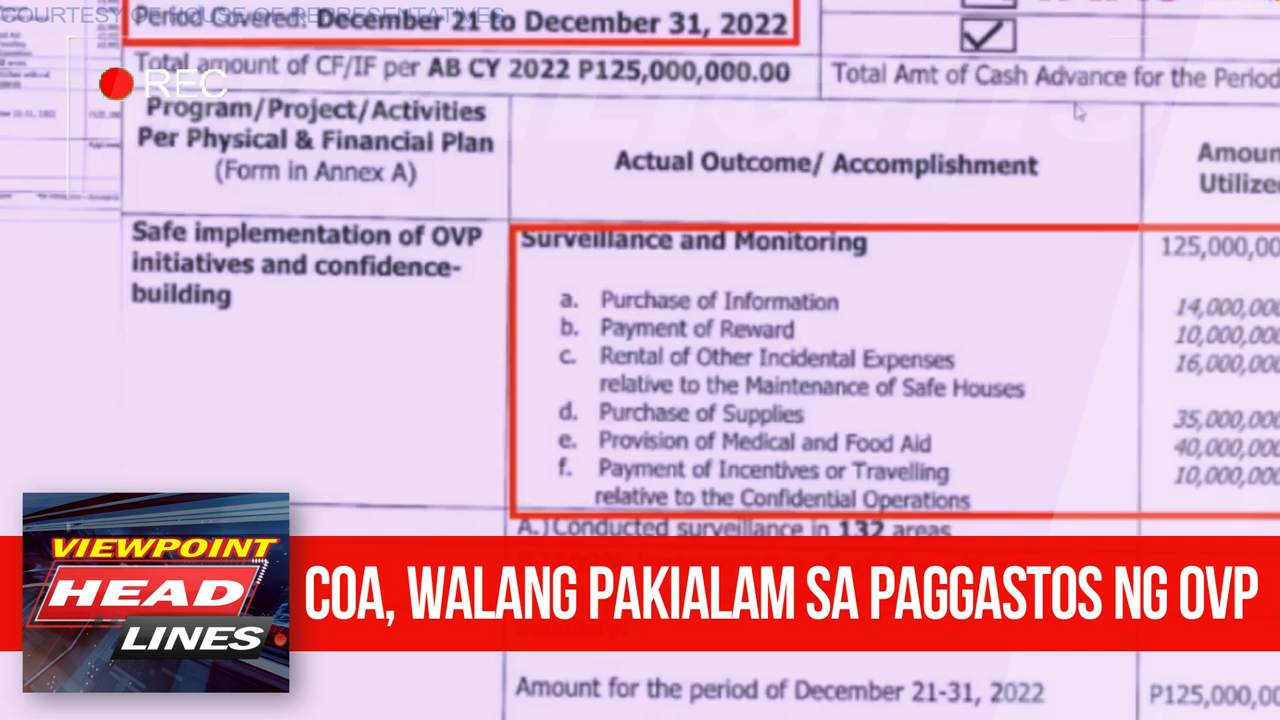 COURTESY OF HOUSE OF REPRESENTATIVES
Period Covered: December 21 to December 31, 2022
Total amount of CF/IF per AB CY 2022 P125,000,000.00
Total Amt of Cash Advance for the Period
REC
Program/Project/Activities
Per Physical & Financial Plan
(Form in Annex A)
Actual Outcome/ Accomplishment
Amoun
Utilize
Safe implementation of OVP
initiatives and confidence-
building
Surveillance and Monitoring
125,000,00
a. Purchase of Information
14,000,000
b. Payment of Reward
10,000,000
c. Rental of Other Incidental Expenses
16,000,00
relative to the Maintenance of Safe Houses
d. Purchase of Supplies
35,000,00
e. Provision of Medical and Food Aid
40,000,00
f. Payment of Incentives or Travelling
10,000,00
relative to the Confidential Operations
A.) Conducted surveillance in 132 areas
VIEWPOINT
HEAD
LINES
COA, WALANG PAKIALAM SA PAGGASTOS NG OVP
Amount for the period of December 21-31, 2022
P125,000,00